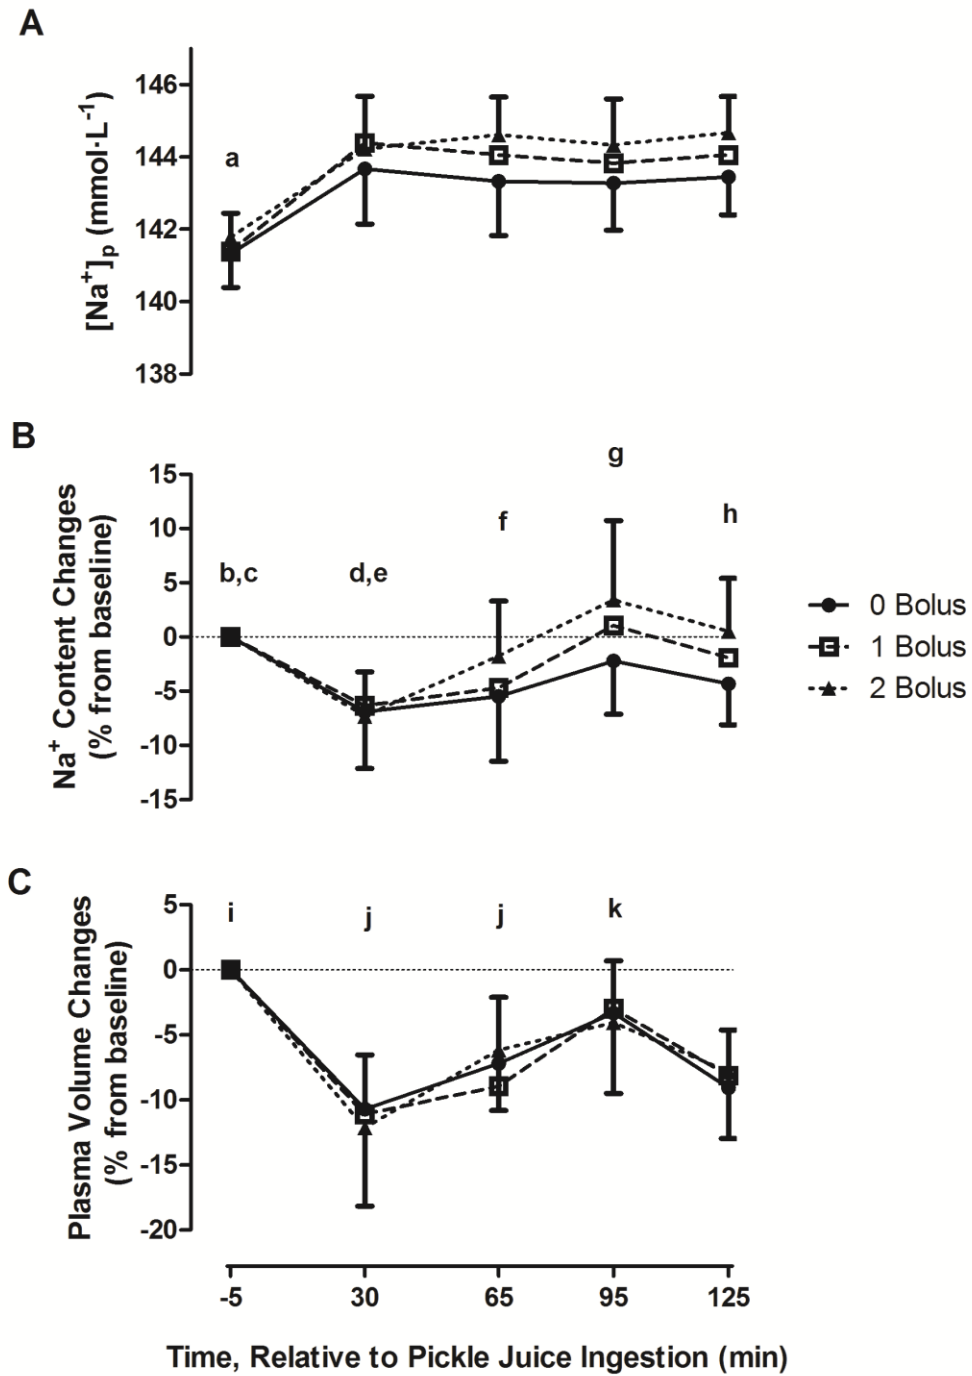 A
[Na⁺]ₚ (mmol·L⁻¹)
146
144
142
140
138
a
B
Na⁺ Content Changes
(% from baseline)
15
10
5
0
-5
-10
-15
b,c
d,e
f
g
h
0 Bolus
1 Bolus
2 Bolus
C
Plasma Volume Changes
(% from baseline)
5
0
-5
-10
-15
-20
i
j
j
k
-5
30
65
95
125
Time, Relative to Pickle Juice Ingestion (min)